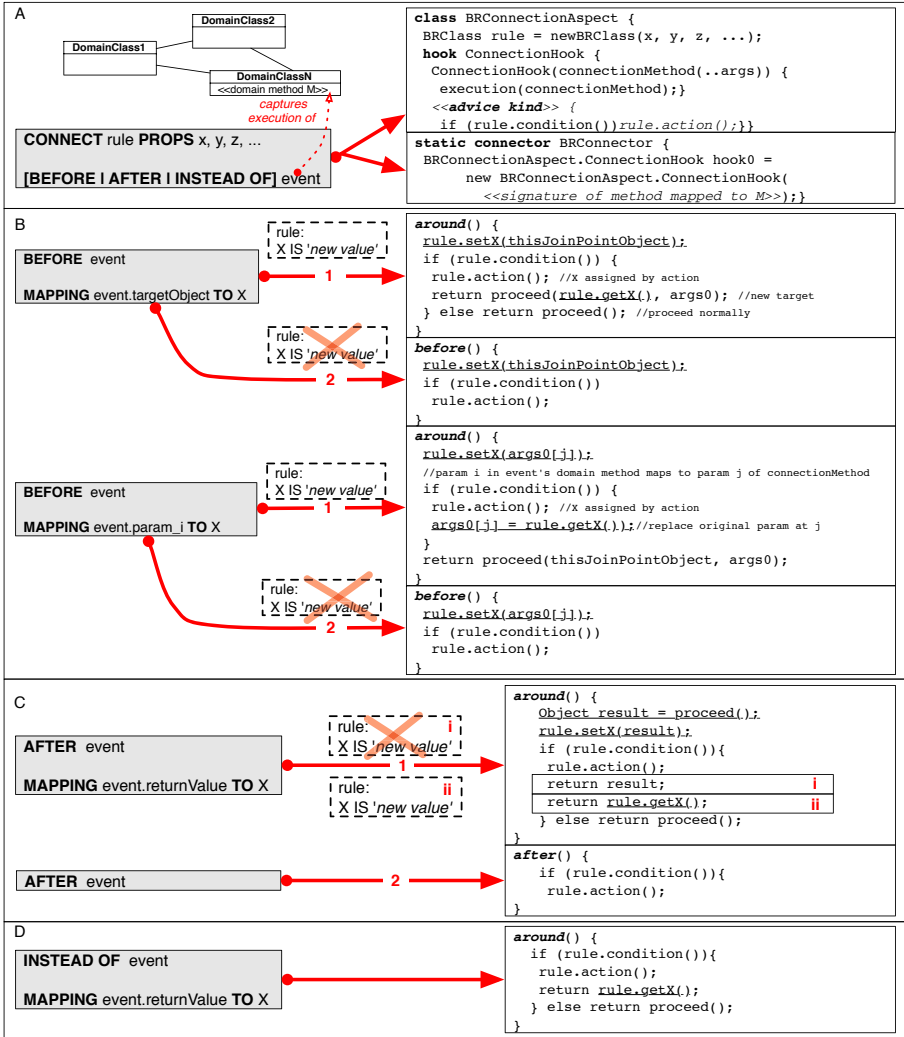 A
DomainClass2
DomainClass1
DomainClassN
<<domain method M>>
captures
execution of
CONNECT rule PROPS x, y, z, ...
[BEFORE | AFTER | INSTEAD OF] event
class BRConnectionAspect {
BRClass rule = newBRClass(x, y, z, ...);
hook ConnectionHook {
ConnectionHook(connectionMethod(..args)) {
execution(connectionMethod);}
<<advice kind>> {
if (rule.condition())rule.action();}}
static connector BRConnector {
BRConnectionAspect.ConnectionHook hook0 =
new BRConnectionAspect.ConnectionHook(
<<signature of method mapped to M>>);}
B
BEFORE event
MAPPING event.targetObject TO X
rule:
X IS 'new value'
1
around() {
rule.setX(thisJoinPointObject);
if (rule.condition()) {
rule.action(); //X assigned by action
return proceed(rule.getX(), args0); //new target
} else return proceed(); //proceed normally
}
rule:
X IS 'new value'
2
before() {
rule.setX(thisJoinPointObject);
if (rule.condition())
rule.action();
}
BEFORE event
MAPPING event.param_i TO X
rule:
X IS 'new value'
1
around() {
rule.setX(args0[j]);
//param i in event's domain method maps to param j of connectionMethod
if (rule.condition()) {
rule.action(); //X assigned by action
args0[j] = rule.getX());//replace original param at j
}
return proceed(thisJoinPointObject, args0);
}
rule:
X IS 'new value'
2
before() {
rule.setX(args0[j]);
if (rule.condition())
rule.action();
}
C
AFTER event
MAPPING event.returnValue TO X
rule: i
X IS 'new value'
1
rule: ii
X IS 'new value'
around() {
Object result = proceed();
rule.setX(result);
if (rule.condition()){
rule.action();
return result; i
return rule.getX(); ii
} else return proceed();
}
AFTER event
2
after() {
if (rule.condition()){
rule.action();
}
D
INSTEAD OF event
MAPPING event.returnValue TO X
around() {
if (rule.condition()){
rule.action();
return rule.getX();
} else return proceed();
}